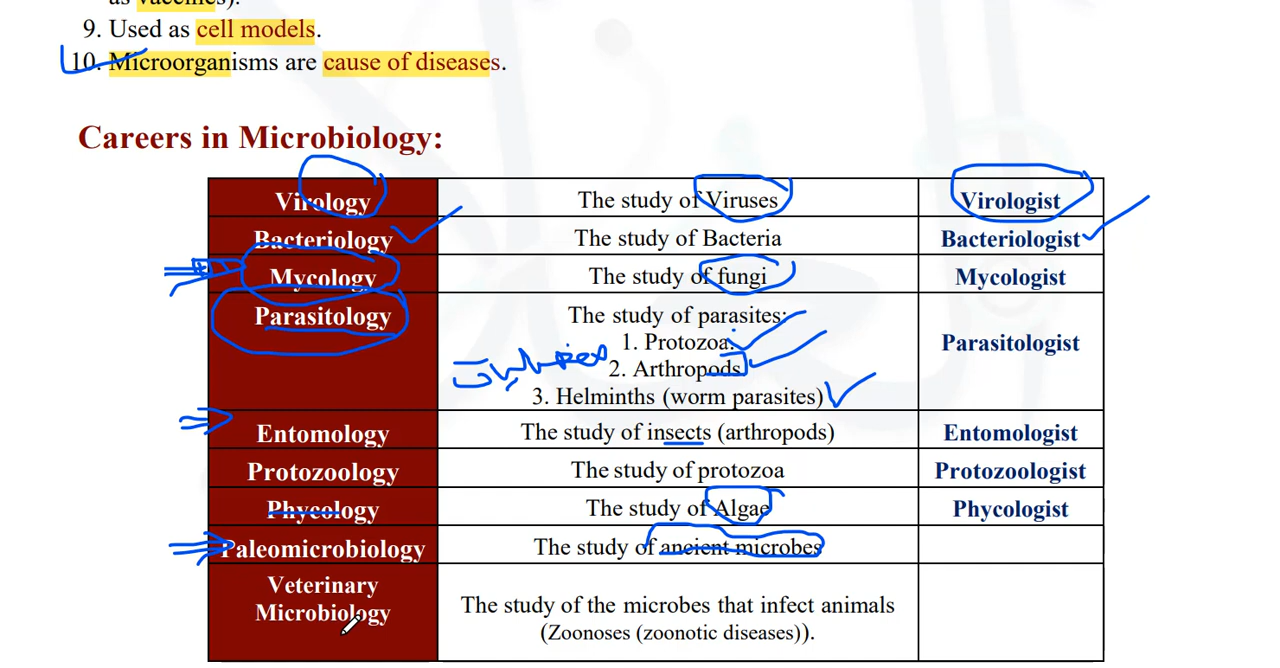 as vaccines).
9. Used as cell models.
10. Microorganisms are cause of diseases.
Careers in Microbiology:
Virology The study of Viruses Virologist
Bacteriology The study of Bacteria Bacteriologist
Mycology The study of fungi Mycologist
Parasitology The study of parasites:
1. Protozoa.
2. Arthropods
3. Helminths (worm parasites)
Parasitologist
Entomology The study of insects (arthropods) Entomologist
Protozoology The study of protozoa Protozoologist
Phycology The study of Algae Phycologist
Paleomicrobiology The study of ancient microbes
Veterinary
Microbiology
The study of the microbes that infect animals
(Zoonoses (zoonotic diseases)).